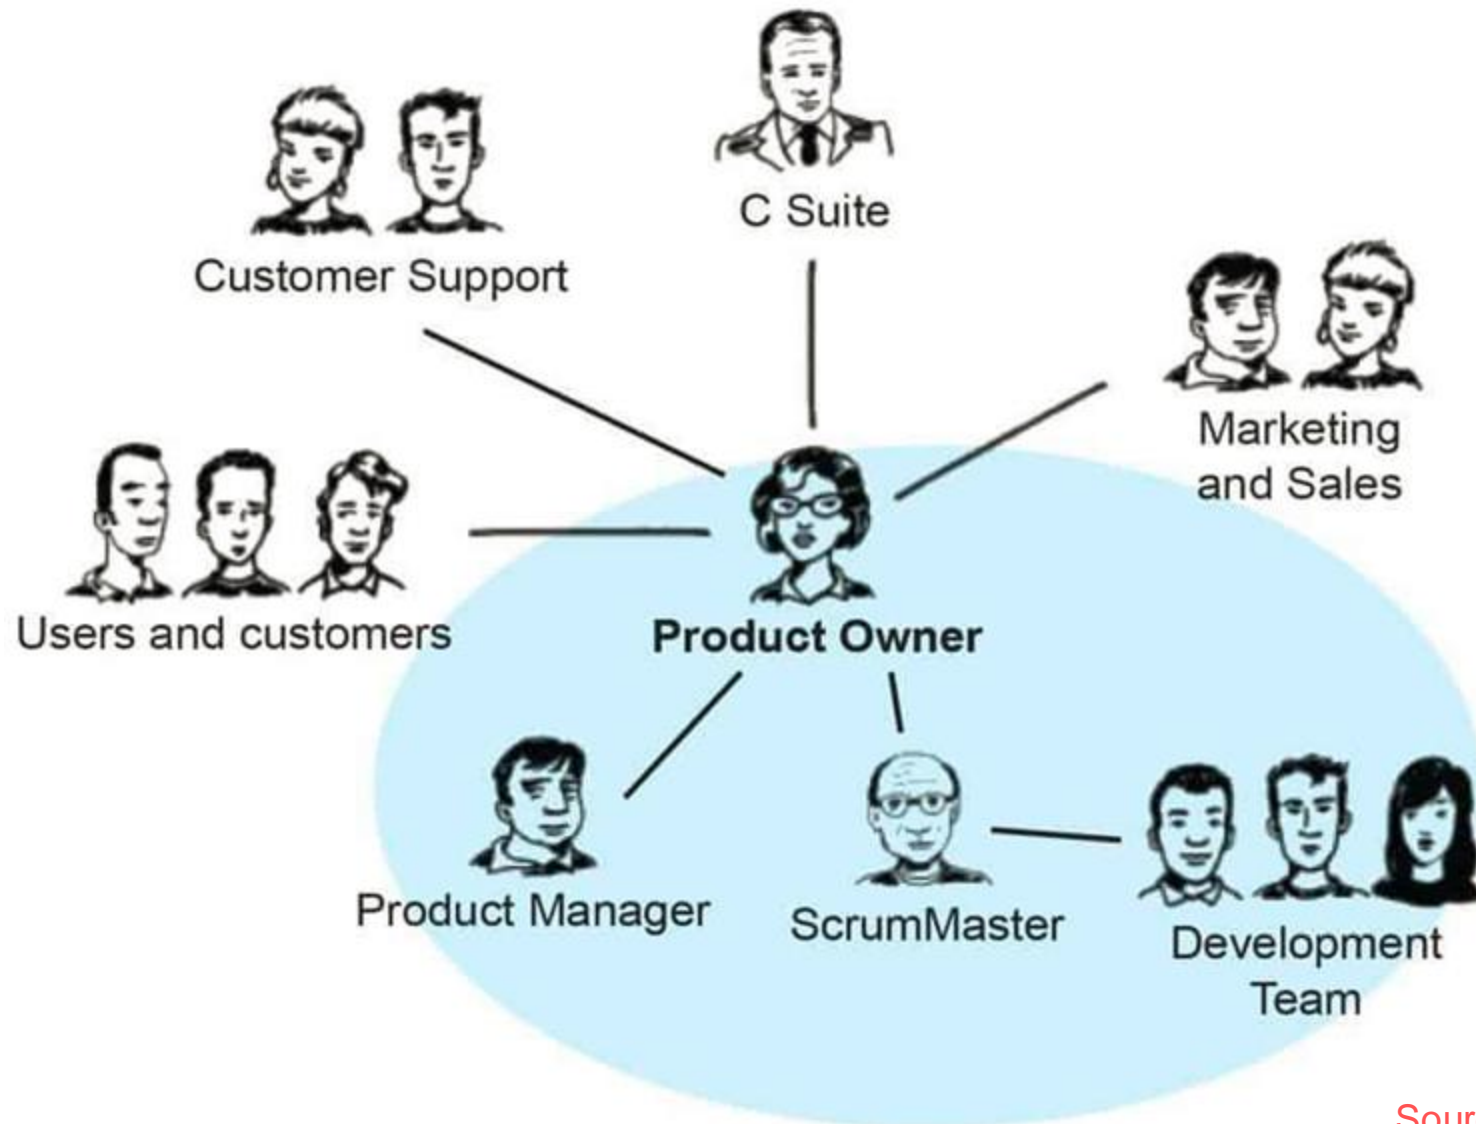 C Suite
Customer Support
Marketing
and Sales
Users and customers
Product Owner
Product Manager
ScrumMaster
Development
Team